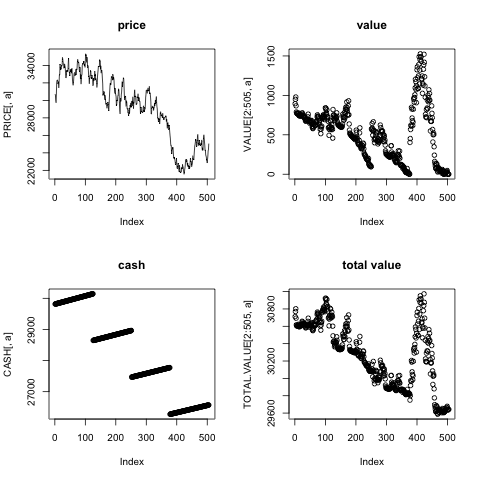 price
PRICE[, a]
22000 28000 34000
0 100 200 300 400 500
Index
value
VALUE[2:505, a]
0 500 1000 1500
0 100 200 300 400 500
Index
cash
CASH[, a]
27000 29000
0 100 200 300 400 500
Index
total value
TOTAL.VALUE[2:505, a]
29600 30200 30800
0 100 200 300 400 500
Index